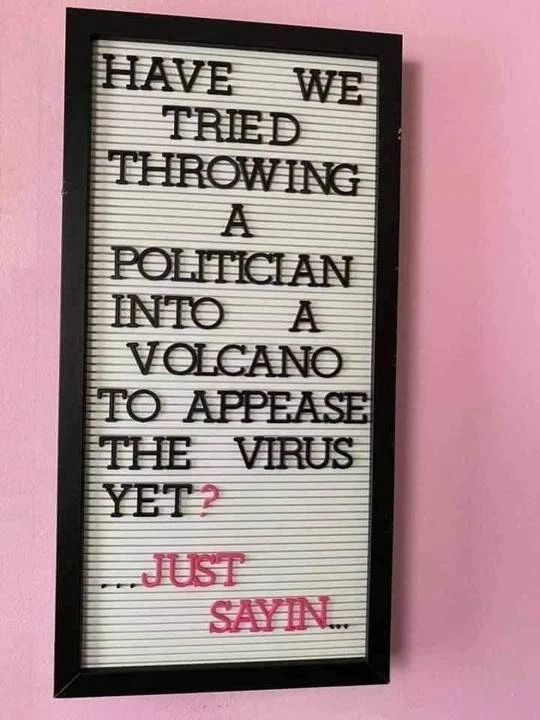 HAVE WE
TRIED
THROWING
A
POLITICIAN
INTO A
VOLCANO
TO APPEASE
THE VIRUS
YET?
...JUST
SAYIN...